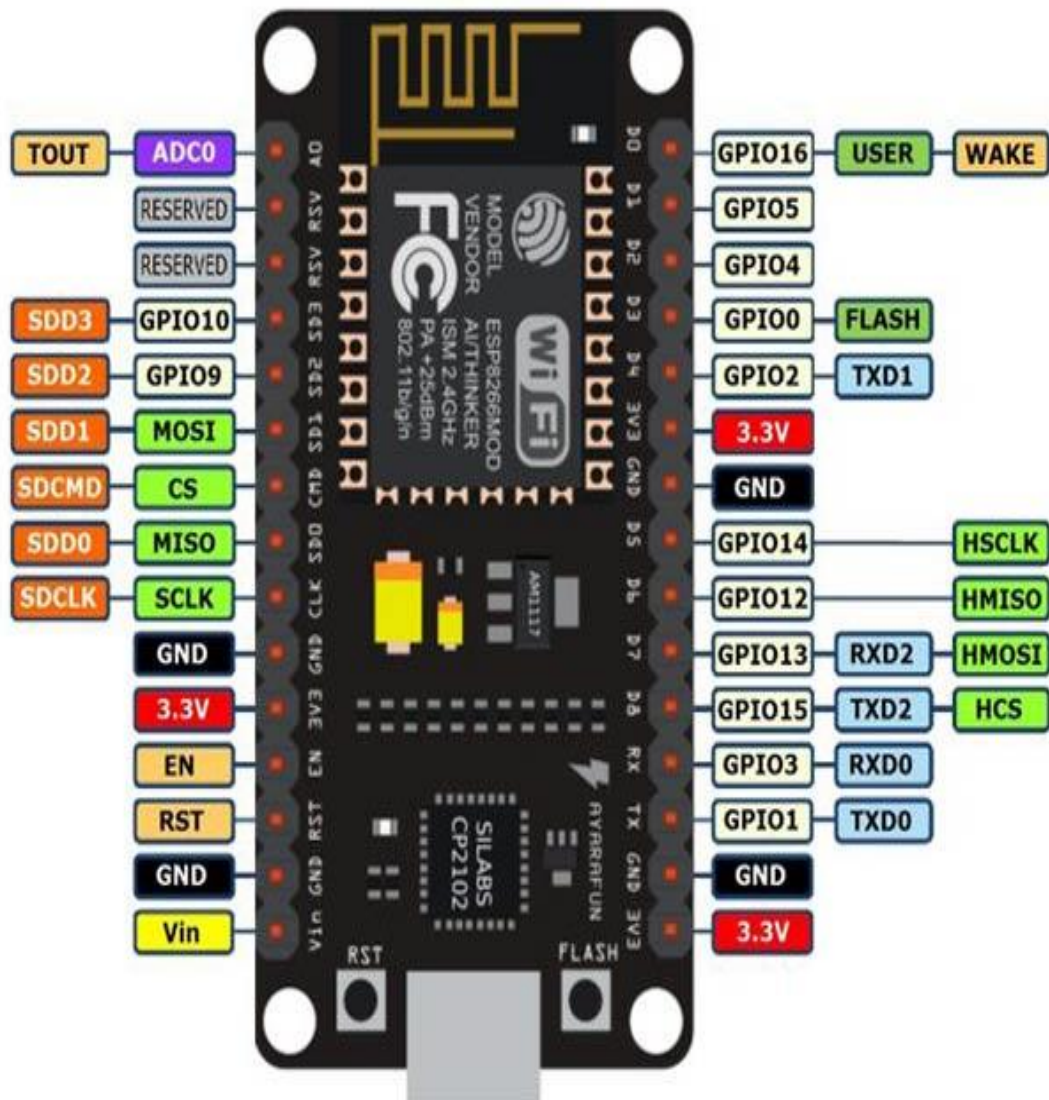 TOUT ADC0 A0 D0 GPIO16 USER WAKE
RESERVED RSV D1 GPIO5
RESERVED RSV D2 GPIO4
SDD3 GPIO10 SD3 D3 GPIO0 FLASH
SDD2 GPIO9 SD2 D4 GPIO2 TXD1
SDD1 MOSI SD1 3V3 3.3V
SDCMD CS CMD GND GND
SDD0 MISO SD0 D5 GPIO14 HSCLK
SDCLK SCLK CLK D6 GPIO12 HMISO
GND GND D7 GPIO13 RXD2 HMOSI
3.3V 3V3 D8 GPIO15 TXD2 HCS
EN EN RX GPIO3 RXD0
RST RST TX GPIO1 TXD0
GND GND GND GND
Vin Vin 3V3 3.3V
MODEL ESP8266MOD
VENDOR AI/THINKER
ISM 2.4GHz
PA +25dBm
802.11b/g/n
FC
WiFi
AM1117
SILABS
CP2102
AYARAFUN
RST
FLASH